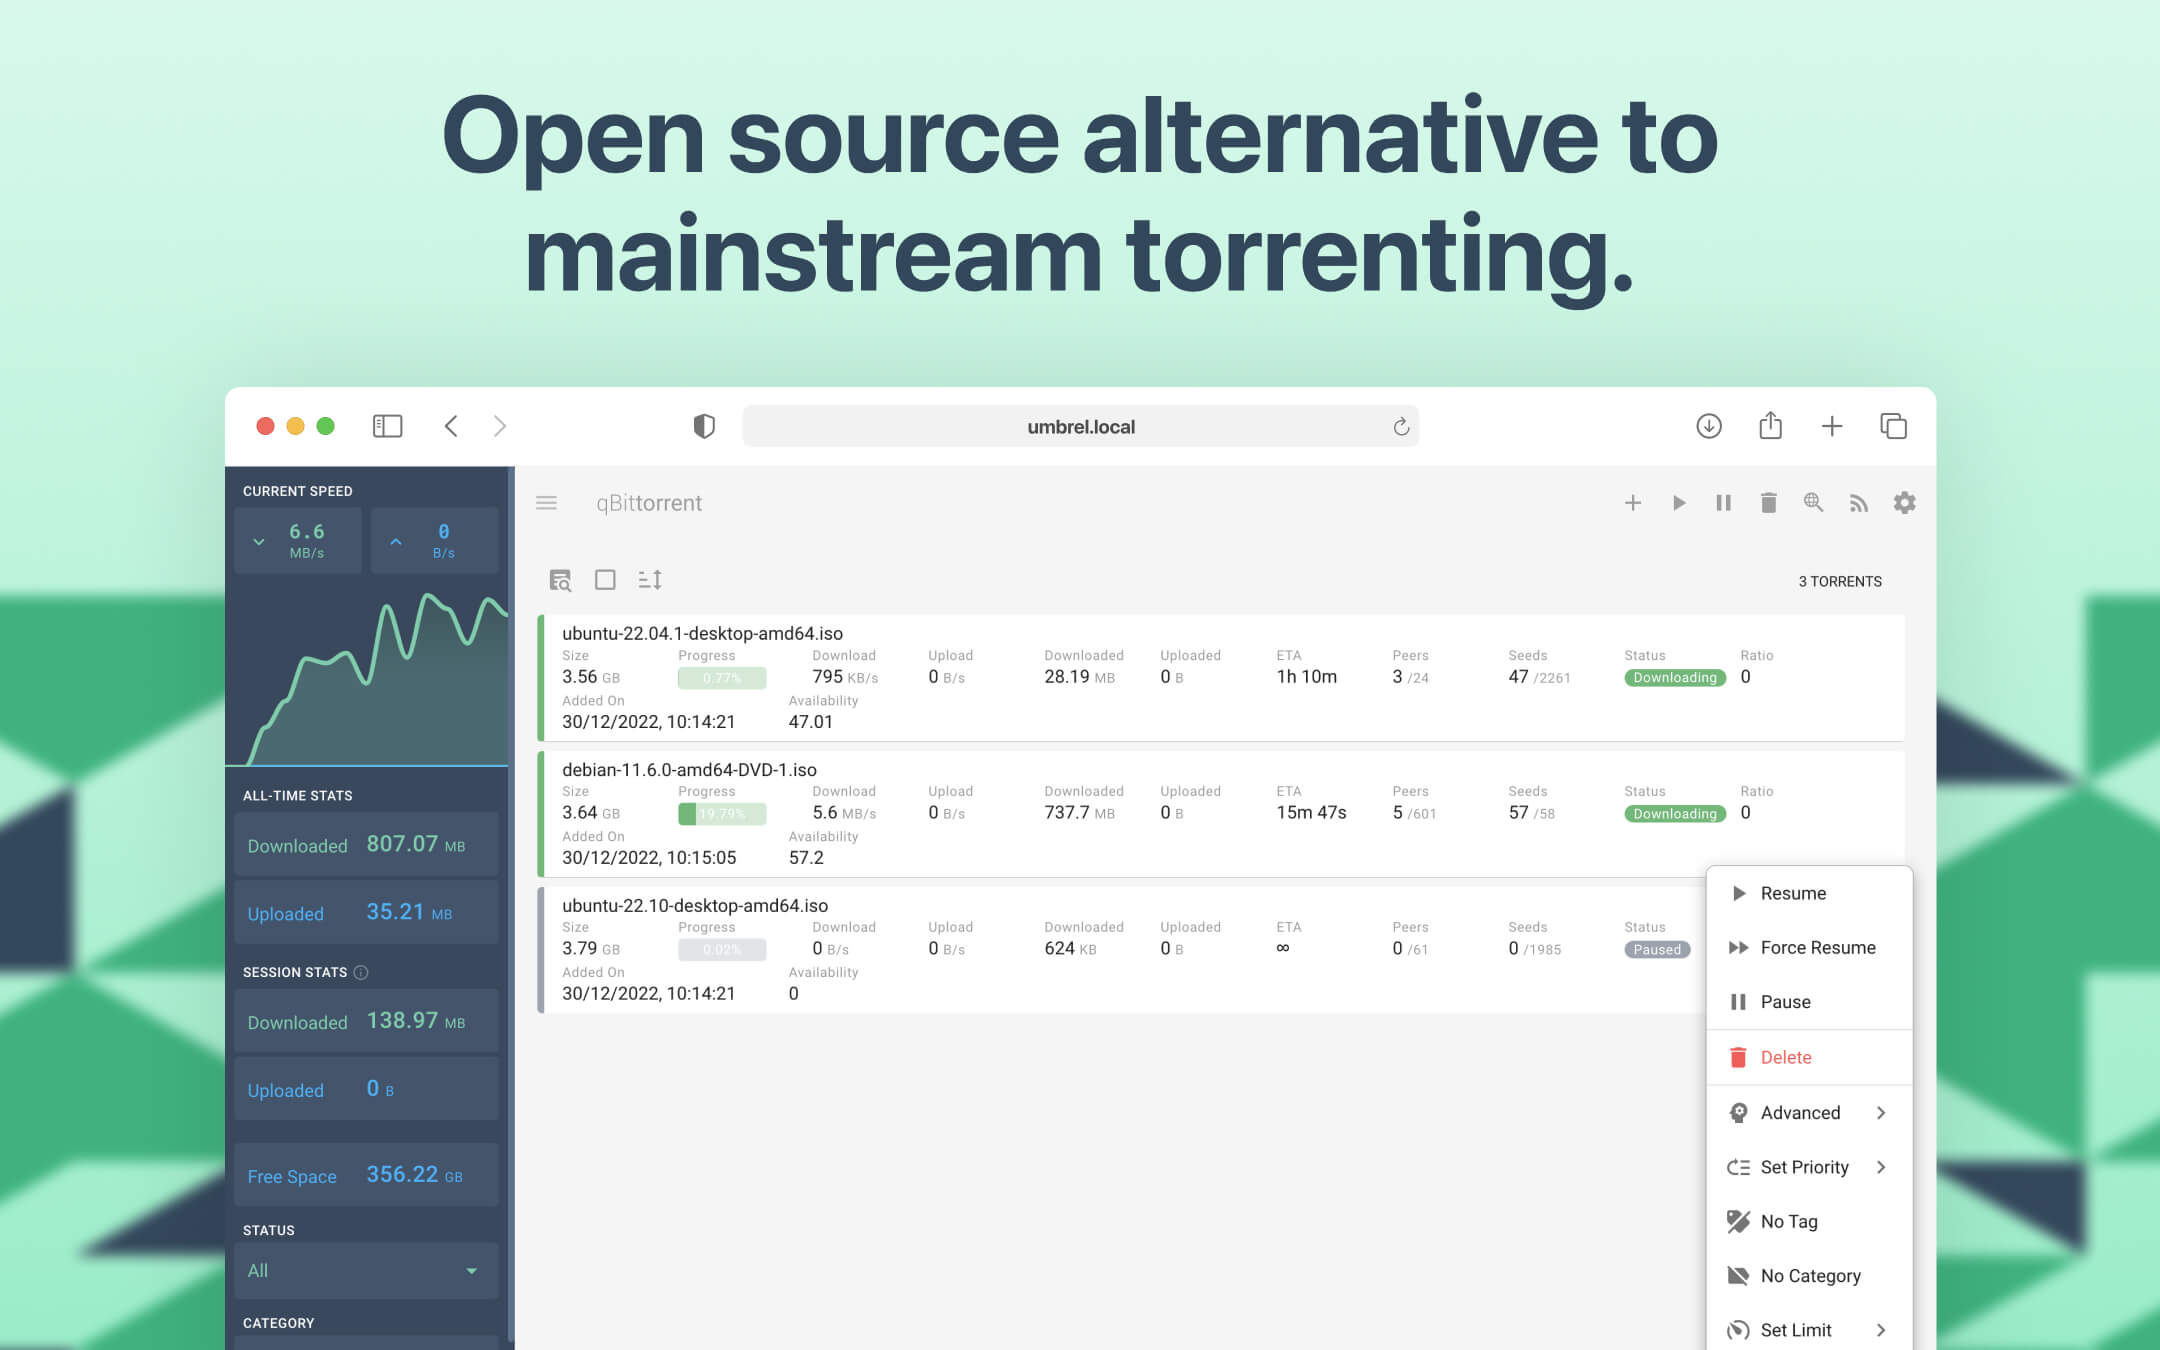 Open source alternative to
mainstream torrenting.
umbrel.local
CURRENT SPEED
6.6 MB/s
0 B/s
ALL-TIME STATS
Downloaded 807.07 MB
Uploaded 35.21 MB
SESSION STATS
Downloaded 138.97 MB
Uploaded 0 B
Free Space 356.22 GB
STATUS
All
CATEGORY
qBittorrent
3 TORRENTS
ubuntu-22.04.1-desktop-amd64.iso
Size Progress Download Upload Downloaded Uploaded ETA Peers Seeds Status Ratio
3.56 GB 0.77% 795 KB/s 0 B/s 28.19 MB 0 B 1h 10m 3 /24 47 /2261 Downloading 0
Added On Availability
30/12/2022, 10:14:21 47.01
debian-11.6.0-amd64-DVD-1.iso
Size Progress Download Upload Downloaded Uploaded ETA Peers Seeds Status Ratio
3.64 GB 19.79% 5.6 MB/s 0 B/s 737.7 MB 0 B 15m 47s 5 /601 57 /58 Downloading 0
Added On Availability
30/12/2022, 10:15:05 57.2
ubuntu-22.10-desktop-amd64.iso
Size Progress Download Upload Downloaded Uploaded ETA Peers Seeds Status
3.79 GB 0.02% 0 B/s 0 B/s 624 KB 0 B ∞ 0 /61 0 /1985 Paused
Added On Availability
30/12/2022, 10:14:21 0
Resume
Force Resume
Pause
Delete
Advanced
Set Priority
No Tag
No Category
Set Limit